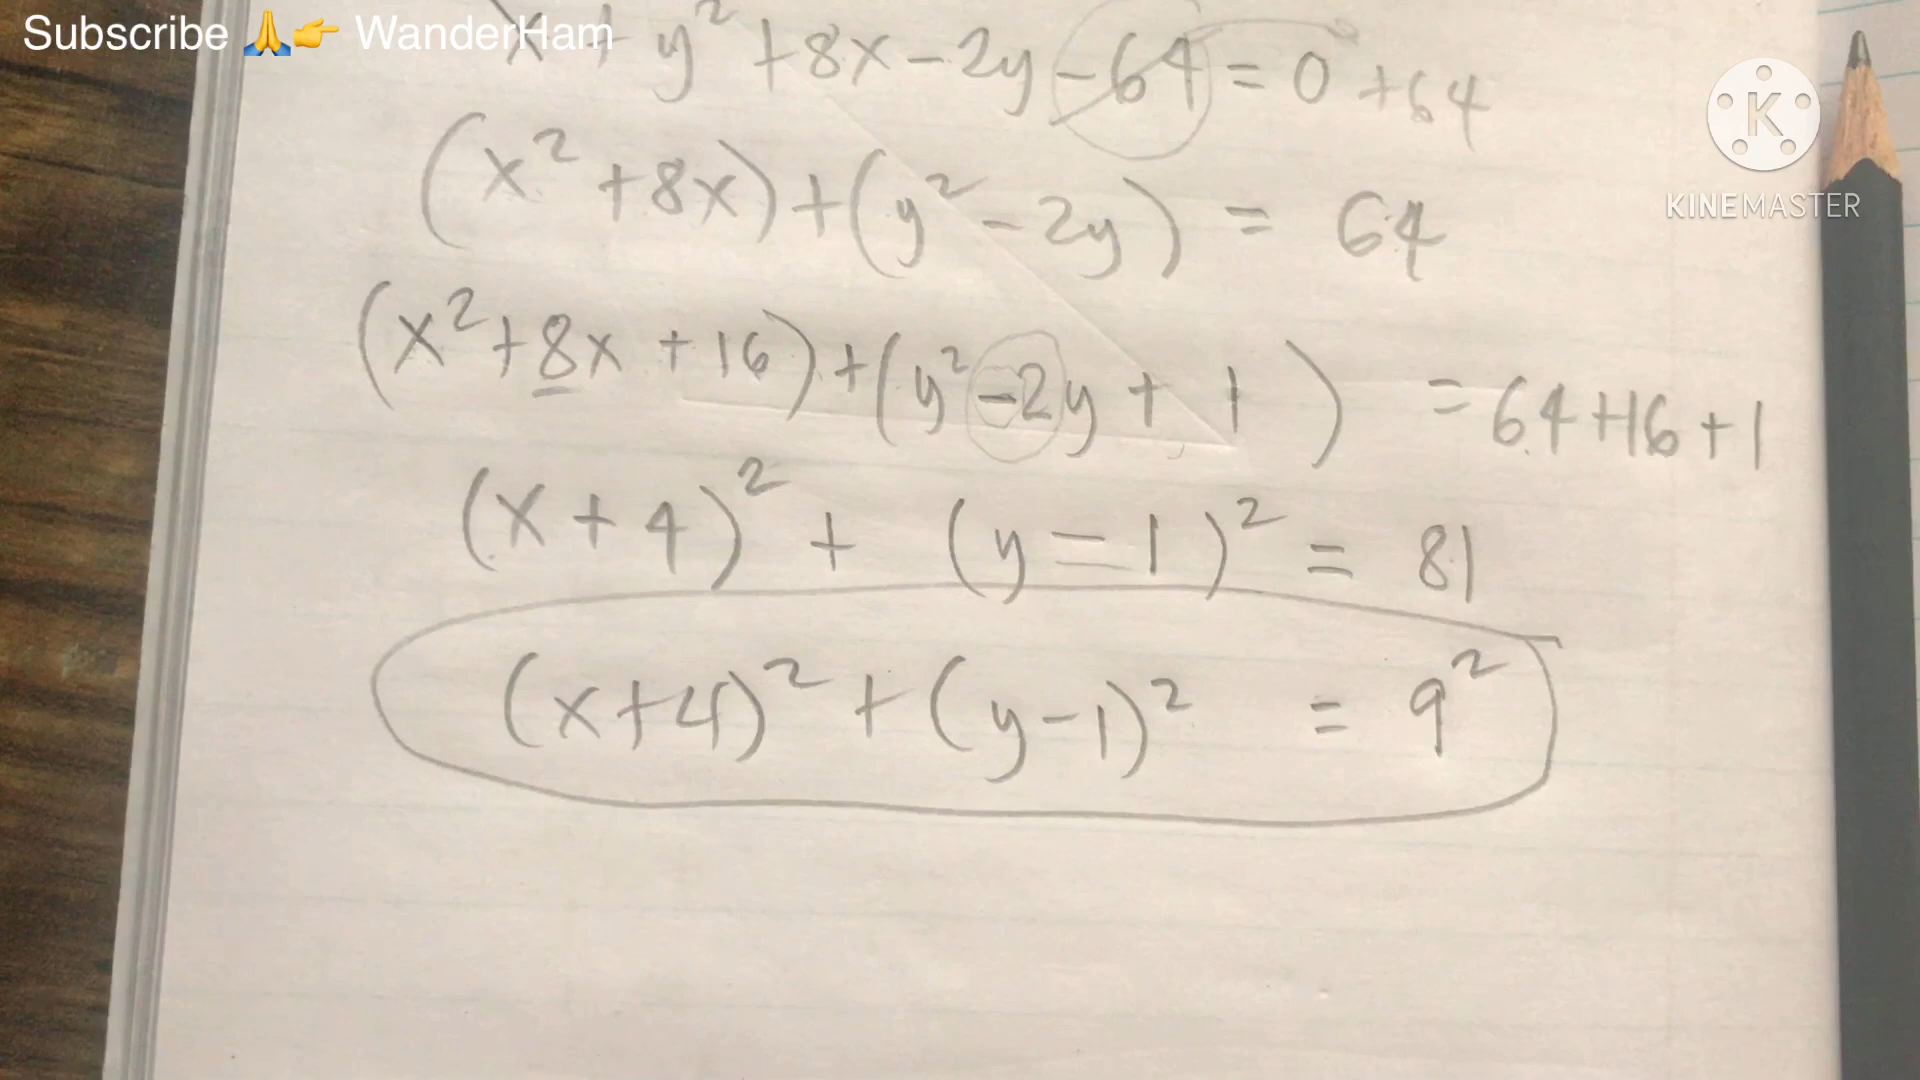 Subscribe 🙏👉 WanderHam
x + y² + 8x - 2y - 64 = 0 + 64
K
KINEMASTER
(x² + 8x) + (y² - 2y) = 64
(x² + 8x + 16) + (y² - 2y + 1) = 64 + 16 + 1
(x + 4)² + (y - 1)² = 81
(x+4)² + (y-1)² = 9²